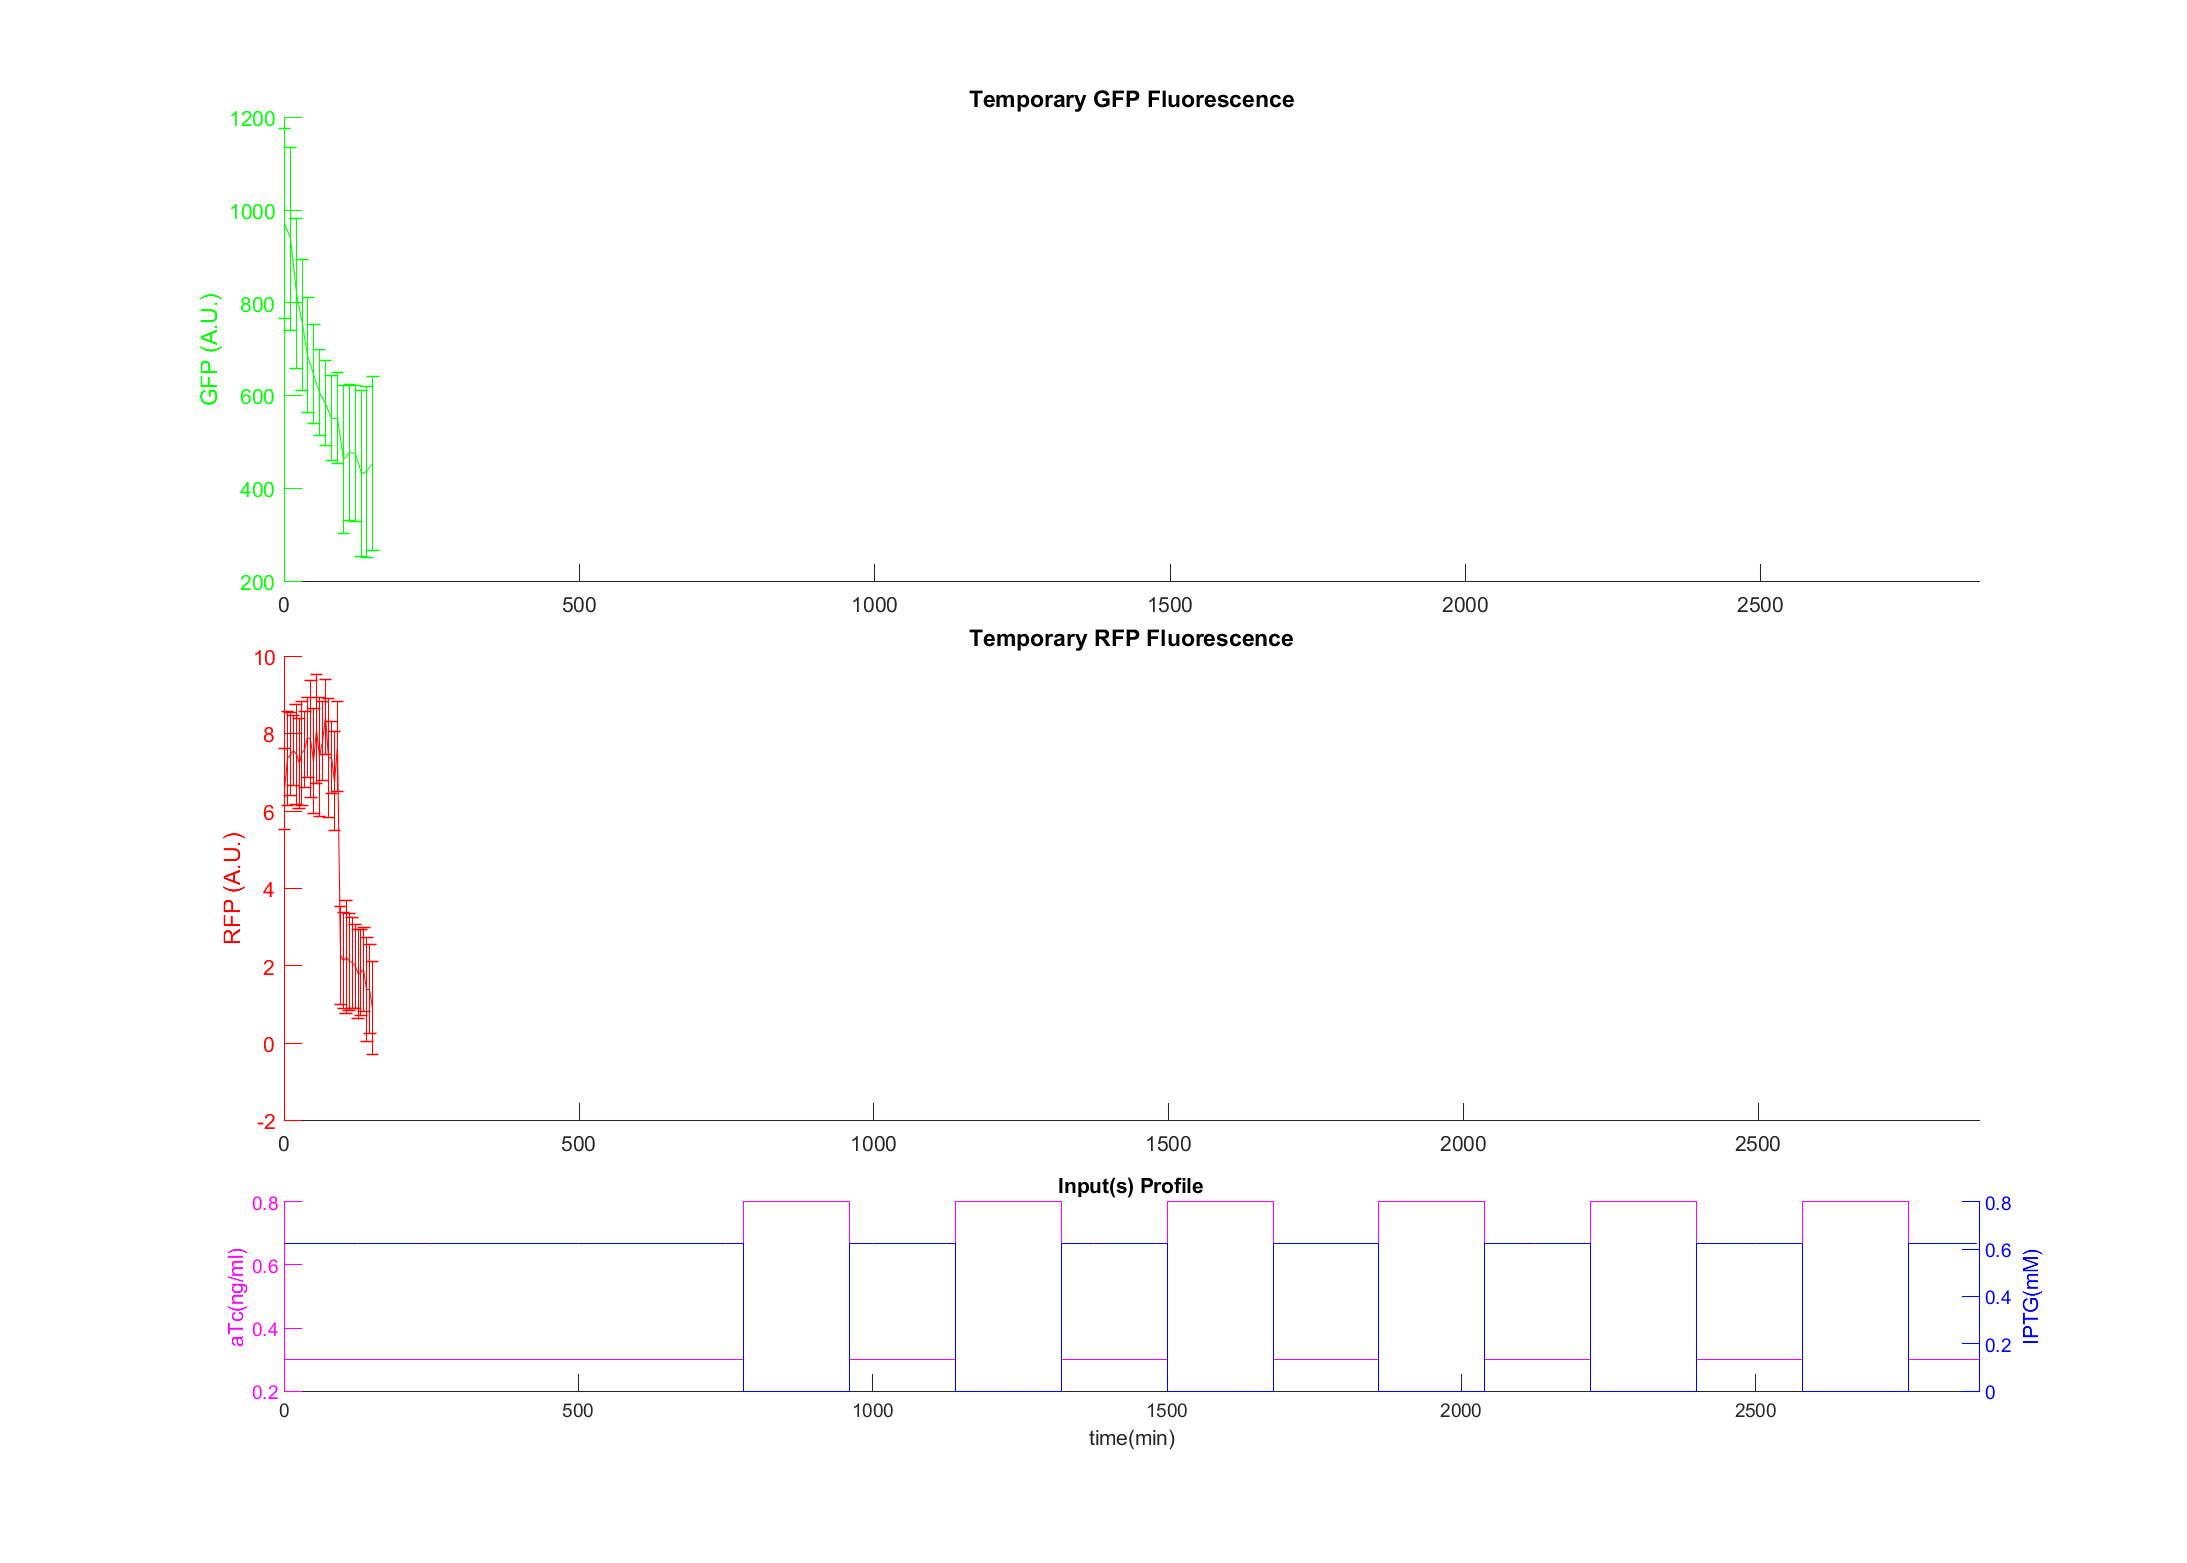 Temporary GFP Fluorescence
1200
1000
800
600
400
200
GFP (A.U.)
0 500 1000 1500 2000 2500
Temporary RFP Fluorescence
10
8
6
4
2
0
-2
RFP (A.U.)
0 500 1000 1500 2000 2500
Input(s) Profile
0.8
0.6
0.4
0.2
aTc(ng/ml)
0.8
0.6
0.4
0.2
0
IPTG(mM)
0 500 1000 1500 2000 2500
time(min)